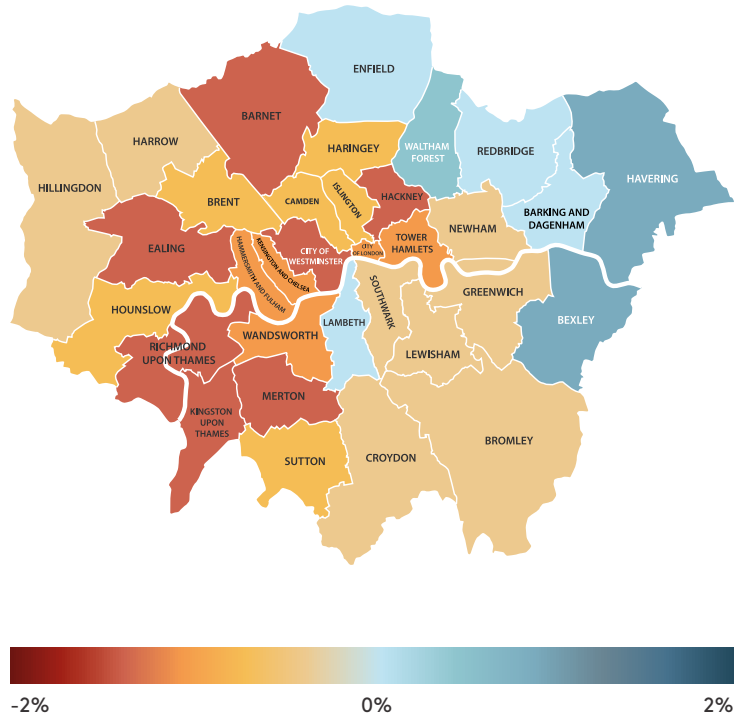 ENFIELD
BARNET
HARROW
HARINGEY
WALTHAM
FOREST
REDBRIDGE
HAVERING
HILLINGDON
BRENT
CAMDEN
ISLINGTON
HACKNEY
BARKING AND
DAGENHAM
NEWHAM
EALING
HAMMERSMITH AND FULHAM
KENSINGTON AND CHELSEA
CITY OF
WESTMINSTER
CITY
OF LONDON
TOWER
HAMLETS
HOUNSLOW
GREENWICH
BEXLEY
SOUTHWARK
LAMBETH
WANDSWORTH
RICHMOND
UPON THAMES
LEWISHAM
MERTON
KINGSTON
UPON
THAMES
SUTTON
CROYDON
BROMLEY
-2%
0%
2%